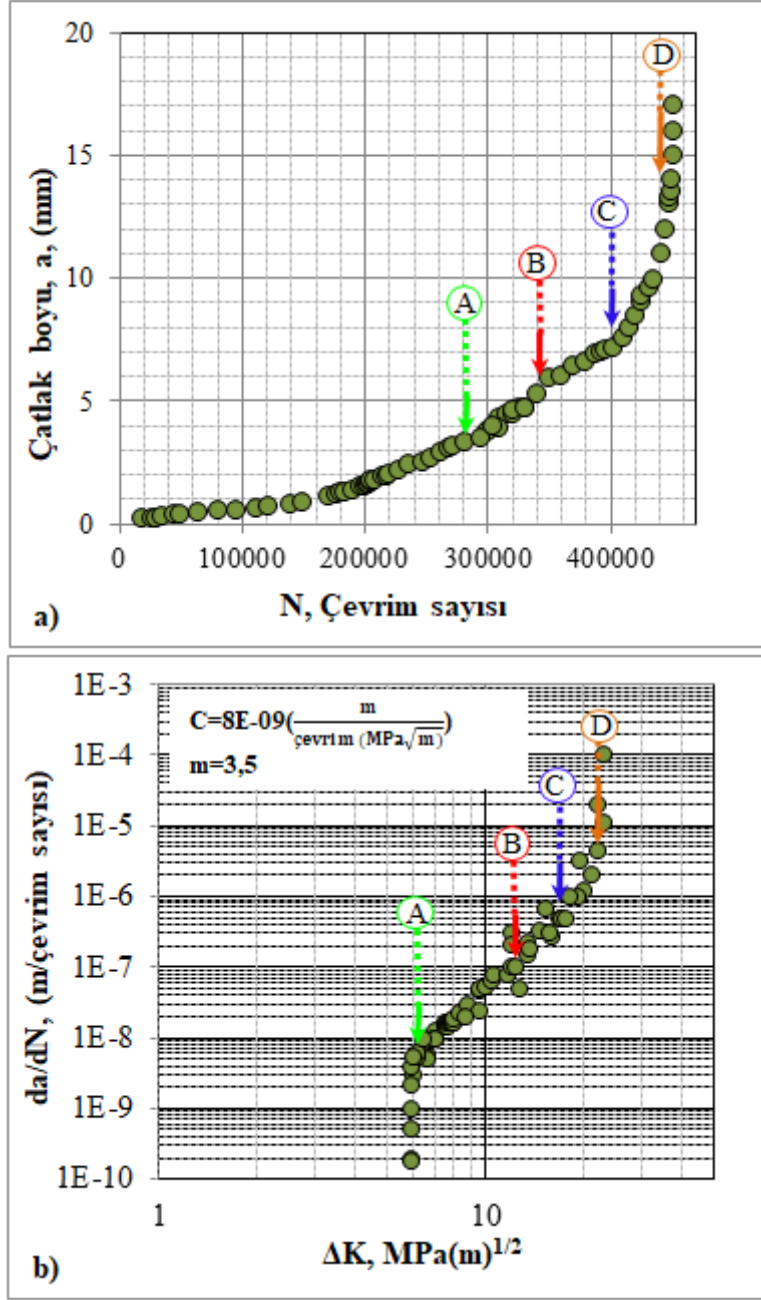 20
15
10
5
0
Çatlak boyu, a, (mm)
A
B
C
D
0 100000 200000 300000 400000
N, Çevrim sayısı
a)
1E-3
1E-4
1E-5
1E-6
1E-7
1E-8
1E-9
1E-10
da/dN, (m/çevrim sayısı)
C=8E-09(m/çevrim (MPa√m))
m=3,5
A
B
C
D
1 10
ΔK, MPa(m)^1/2
b)